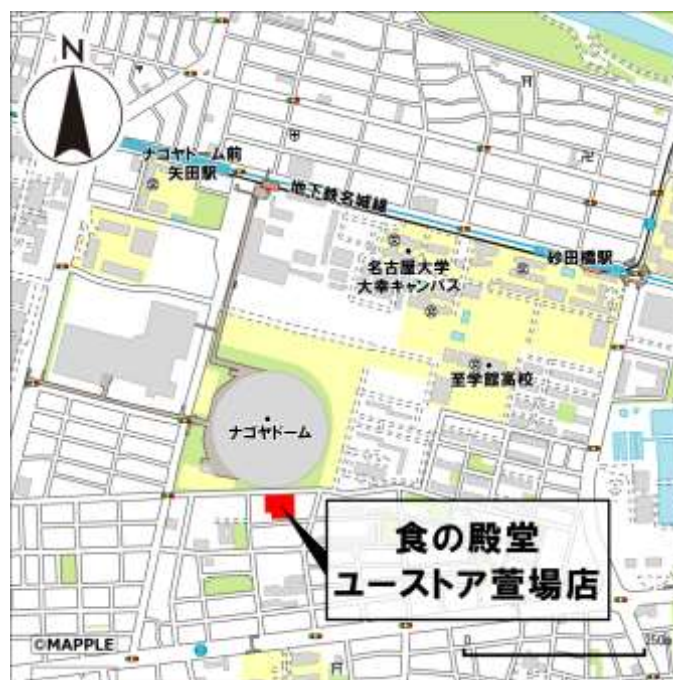 N
ナゴヤドーム前
矢田駅
地下鉄名城線
名古屋大学
大幸キャンパス
砂田橋駅
至学館高校
ナゴヤドーム
食の殿堂
ユーストア萱場店
©MAPPLE
0
250m